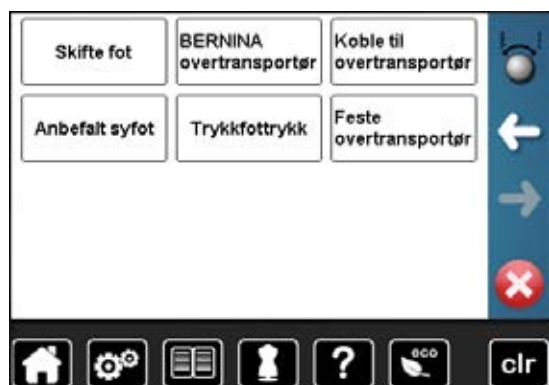 Skifte fot
BERNINA
overtransportør
Koble til
overtransportør
Anbefalt syfot
Trykkfottrykk
Feste
overtransportør
?
eco
clr